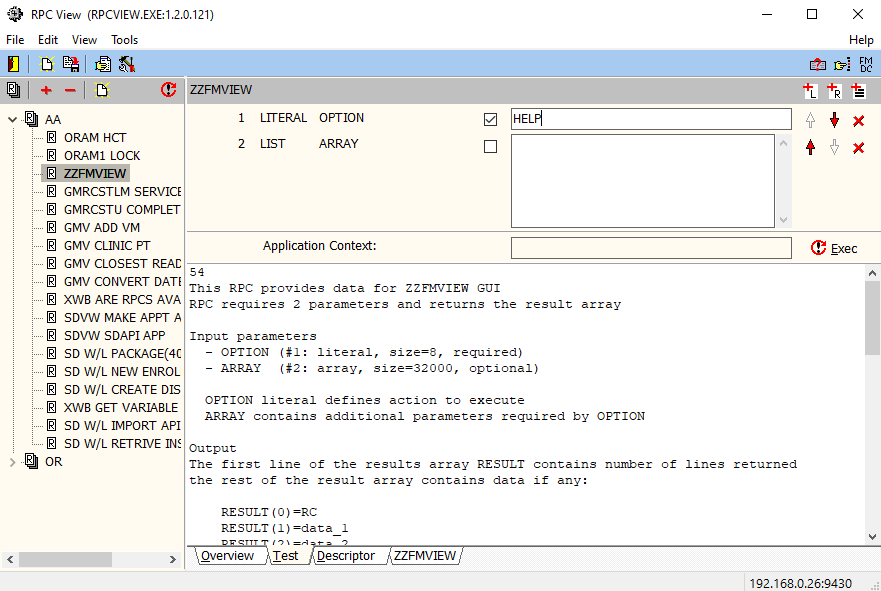 RPC View (RPCVIEW.EXE:1.2.0.121)
File Edit View Tools Help
FM
DC
ZZFMVIEW
L R
AA
ORAM HCT
ORAM1 LOCK
ZZFMVIEW
GMRCSTLM SERVICE
GMRCSTU COMPLET
GMV ADD VM
GMV CLINIC PT
GMV CLOSEST READ
GMV CONVERT DATE
XWB ARE RPCS AVA
SDVW MAKE APPT A
SDVW SDAPI APP
SD W/L PACKAGE(40
SD W/L NEW ENROL
SD W/L CREATE DIS
XWB GET VARIABLE
SD W/L IMPORT API
SD W/L RETRIVE INS
OR
1 LITERAL OPTION HELP
2 LIST ARRAY
Application Context: Exec
54
This RPC provides data for ZZFMVIEW GUI
RPC requires 2 parameters and returns the result array
Input parameters
- OPTION (#1: literal, size=8, required)
- ARRAY (#2: array, size=32000, optional)
OPTION literal defines action to execute
ARRAY contains additional parameters required by OPTION
Output
The first line of the results array RESULT contains number of lines returned
the rest of the result array contains data if any:
RESULT(0)=RC
RESULT(1)=data_1
RESULT(2)=data_2
Overview Test Descriptor ZZFMVIEW
192.168.0.26:9430